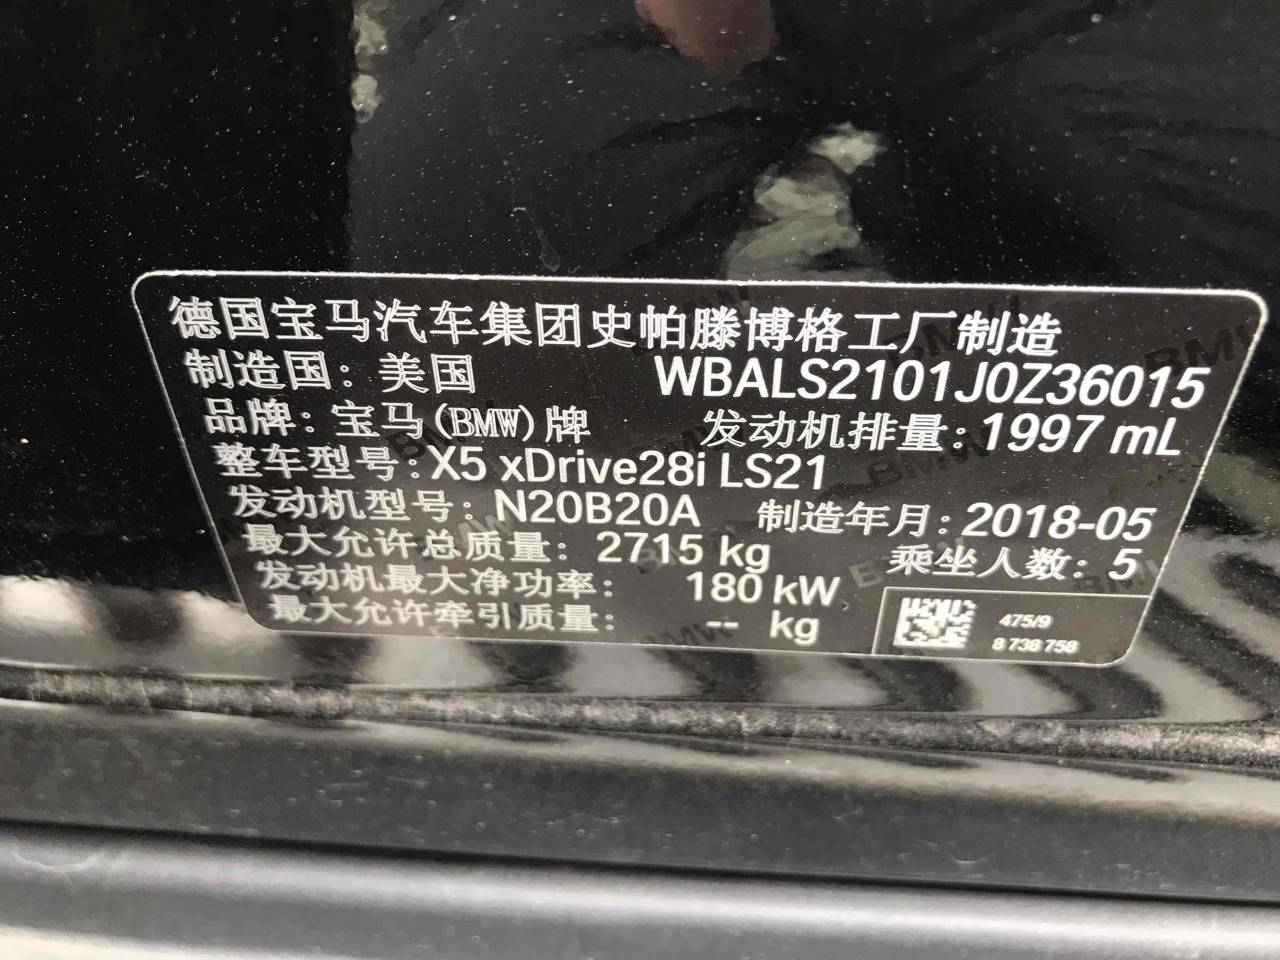 德国宝马汽车集团史帕滕博格工厂制造
制造国：美国 WBALS2101J0Z36015
品牌：宝马(BMW)牌 发动机排量：1997 mL
整车型号：X5 xDrive28i LS21
发动机型号：N20B20A 制造年月：2018-05
最大允许总质量：2715 kg 乘坐人数：5
发动机最大净功率：180 kW
最大允许牵引质量：-- kg
475/9
8 738 758